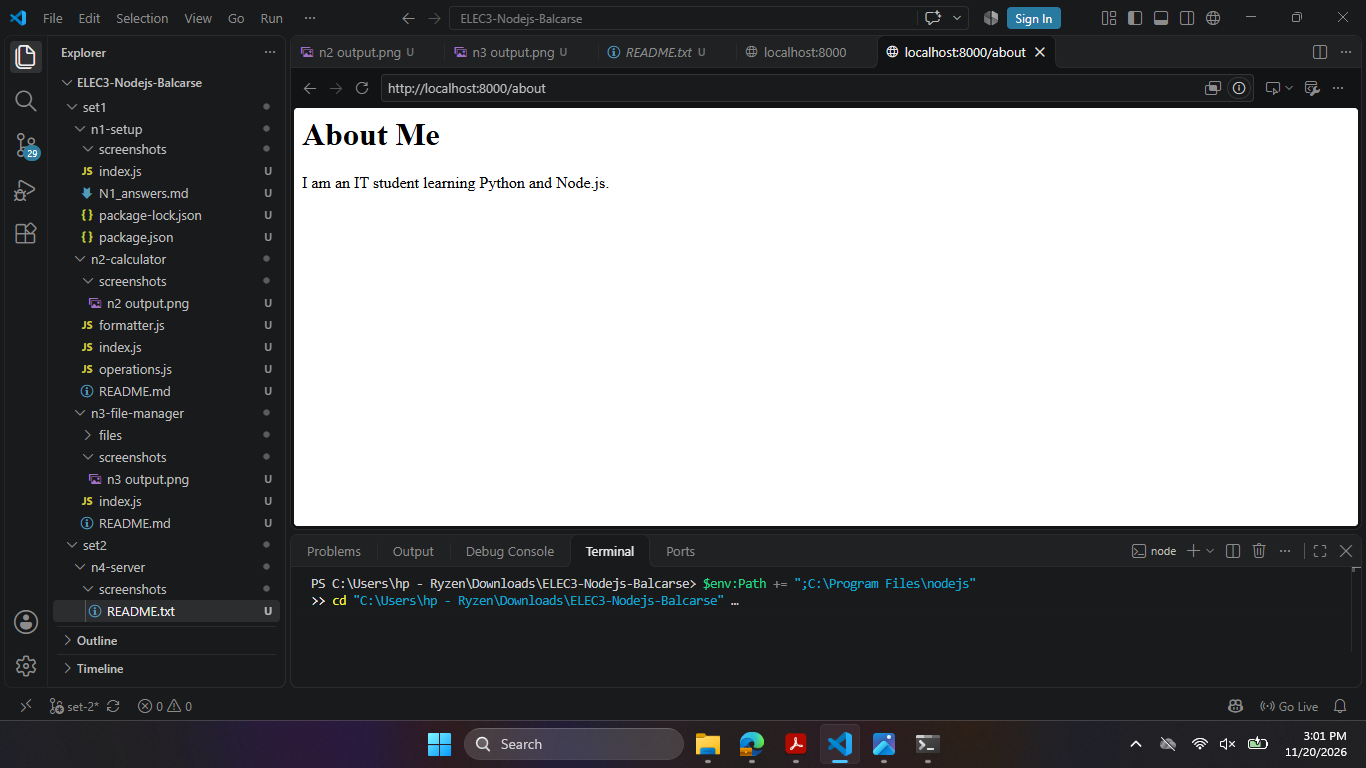 File Edit Selection View Go Run ···
ELEC3-Nodejs-Balcarse
Sign In
Explorer
ELEC3-Nodejs-Balcarse
set1
n1-setup
screenshots
JS index.js U
N1_answers.md U
{} package-lock.json U
{} package.json U
n2-calculator
screenshots
n2 output.png U
JS formatter.js U
JS index.js U
JS operations.js U
README.md U
n3-file-manager
files
screenshots
n3 output.png U
JS index.js U
README.md U
set2
n4-server
screenshots
README.txt U
Outline
Timeline
29
n2 output.png U
n3 output.png U
README.txt U
localhost:8000
localhost:8000/about
http://localhost:8000/about
About Me
I am an IT student learning Python and Node.js.
Problems Output Debug Console Terminal Ports
node
PS C:\Users\hp - Ryzen\Downloads\ELEC3-Nodejs-Balcarse> $env:Path += ";C:\Program Files\nodejs"
>> cd "C:\Users\hp - Ryzen\Downloads\ELEC3-Nodejs-Balcarse" …
set-2* 0 0
Go Live
Search
3:01 PM
11/20/2026